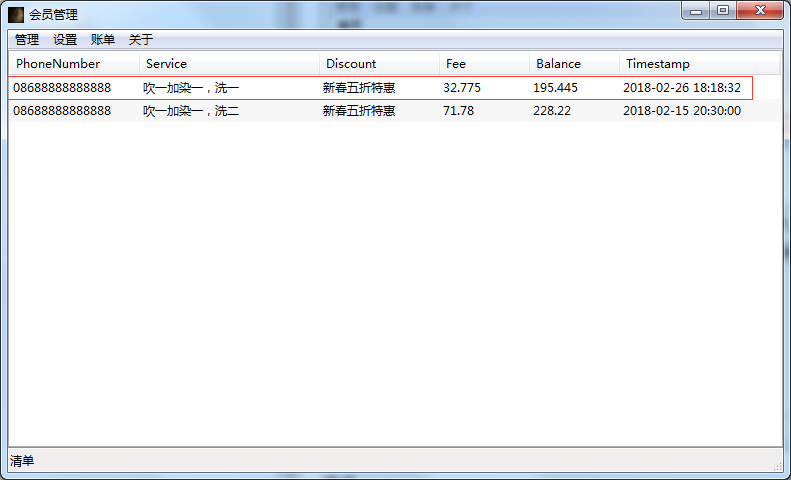 会员管理
管理 设置 账单 关于
PhoneNumber Service Discount Fee Balance Timestamp
08688888888888 吹一加染一，洗一 新春五折特惠 32.775 195.445 2018-02-26 18:18:32
08688888888888 吹一加染一，洗二 新春五折特惠 71.78 228.22 2018-02-15 20:30:00
清单